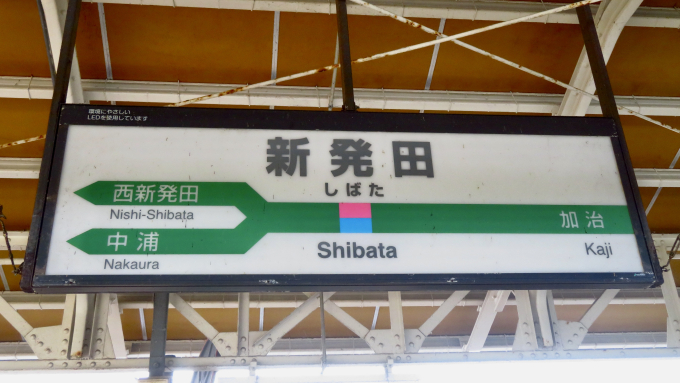 環境にやさしい
LEDを使用しています
新発田
しばた
西新発田
Nishi-Shibata
中浦
Nakaura
Shibata
加治
Kaji